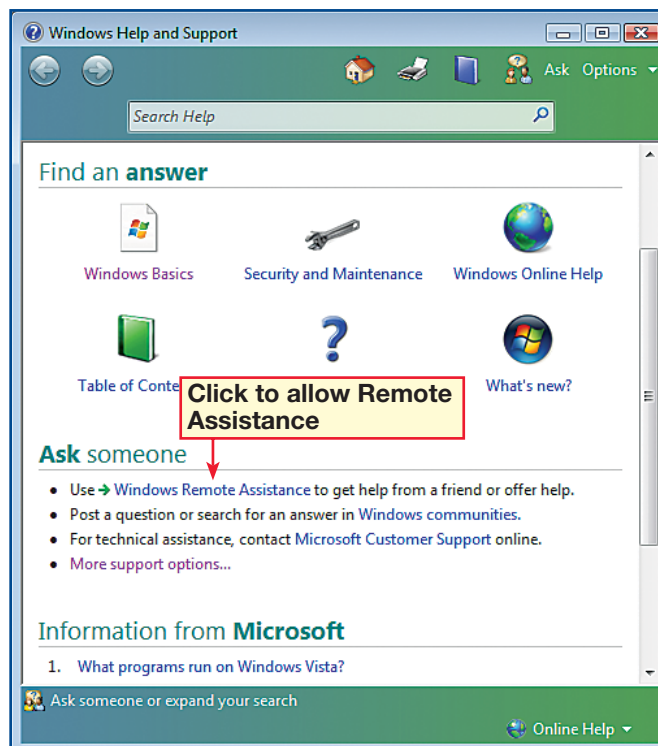 Windows Help and Support
Ask Options
Search Help
Find an answer
Windows Basics
Security and Maintenance
Windows Online Help
Table of Conte
What's new?
Click to allow Remote
Assistance
Ask someone
• Use → Windows Remote Assistance to get help from a friend or offer help.
• Post a question or search for an answer in Windows communities.
• For technical assistance, contact Microsoft Customer Support online.
• More support options...
Information from Microsoft
1. What programs run on Windows Vista?
Ask someone or expand your search
Online Help